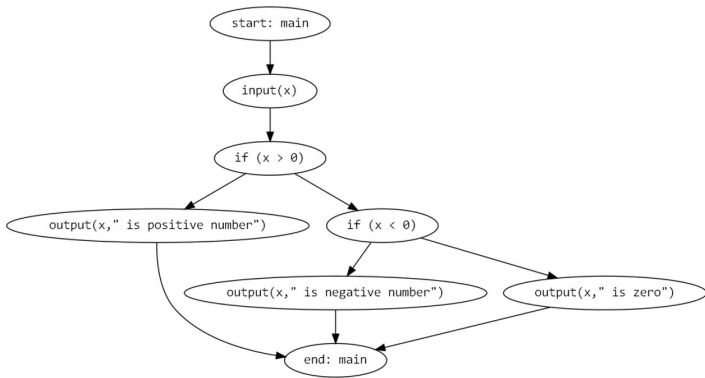 start: main
input(x)
if (x > 0)
output(x," is positive number")
if (x < 0)
output(x," is negative number")
output(x," is zero")
end: main